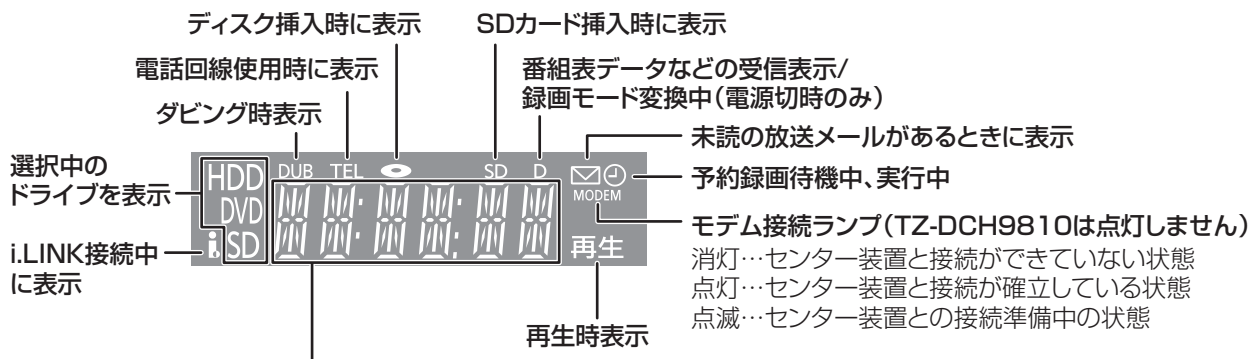 ディスク挿入時に表示
SDカード挿入時に表示
電話回線使用時に表示
番組表データなどの受信表示/
録画モード変換中(電源切時のみ)
ダビング時表示
未読の放送メールがあるときに表示
選択中の
ドライブを表示
HDD
DUB
TEL
SD
D
予約録画待機中、実行中
DVD
MODEM
モデム接続ランプ(TZ-DCH9810は点灯しません)
i.LINK接続中
に表示
i.
SD
再生
消灯…センター装置と接続ができていない状態
点灯…センター装置と接続が確立している状態
点滅…センター装置との接続準備中の状態
再生時表示